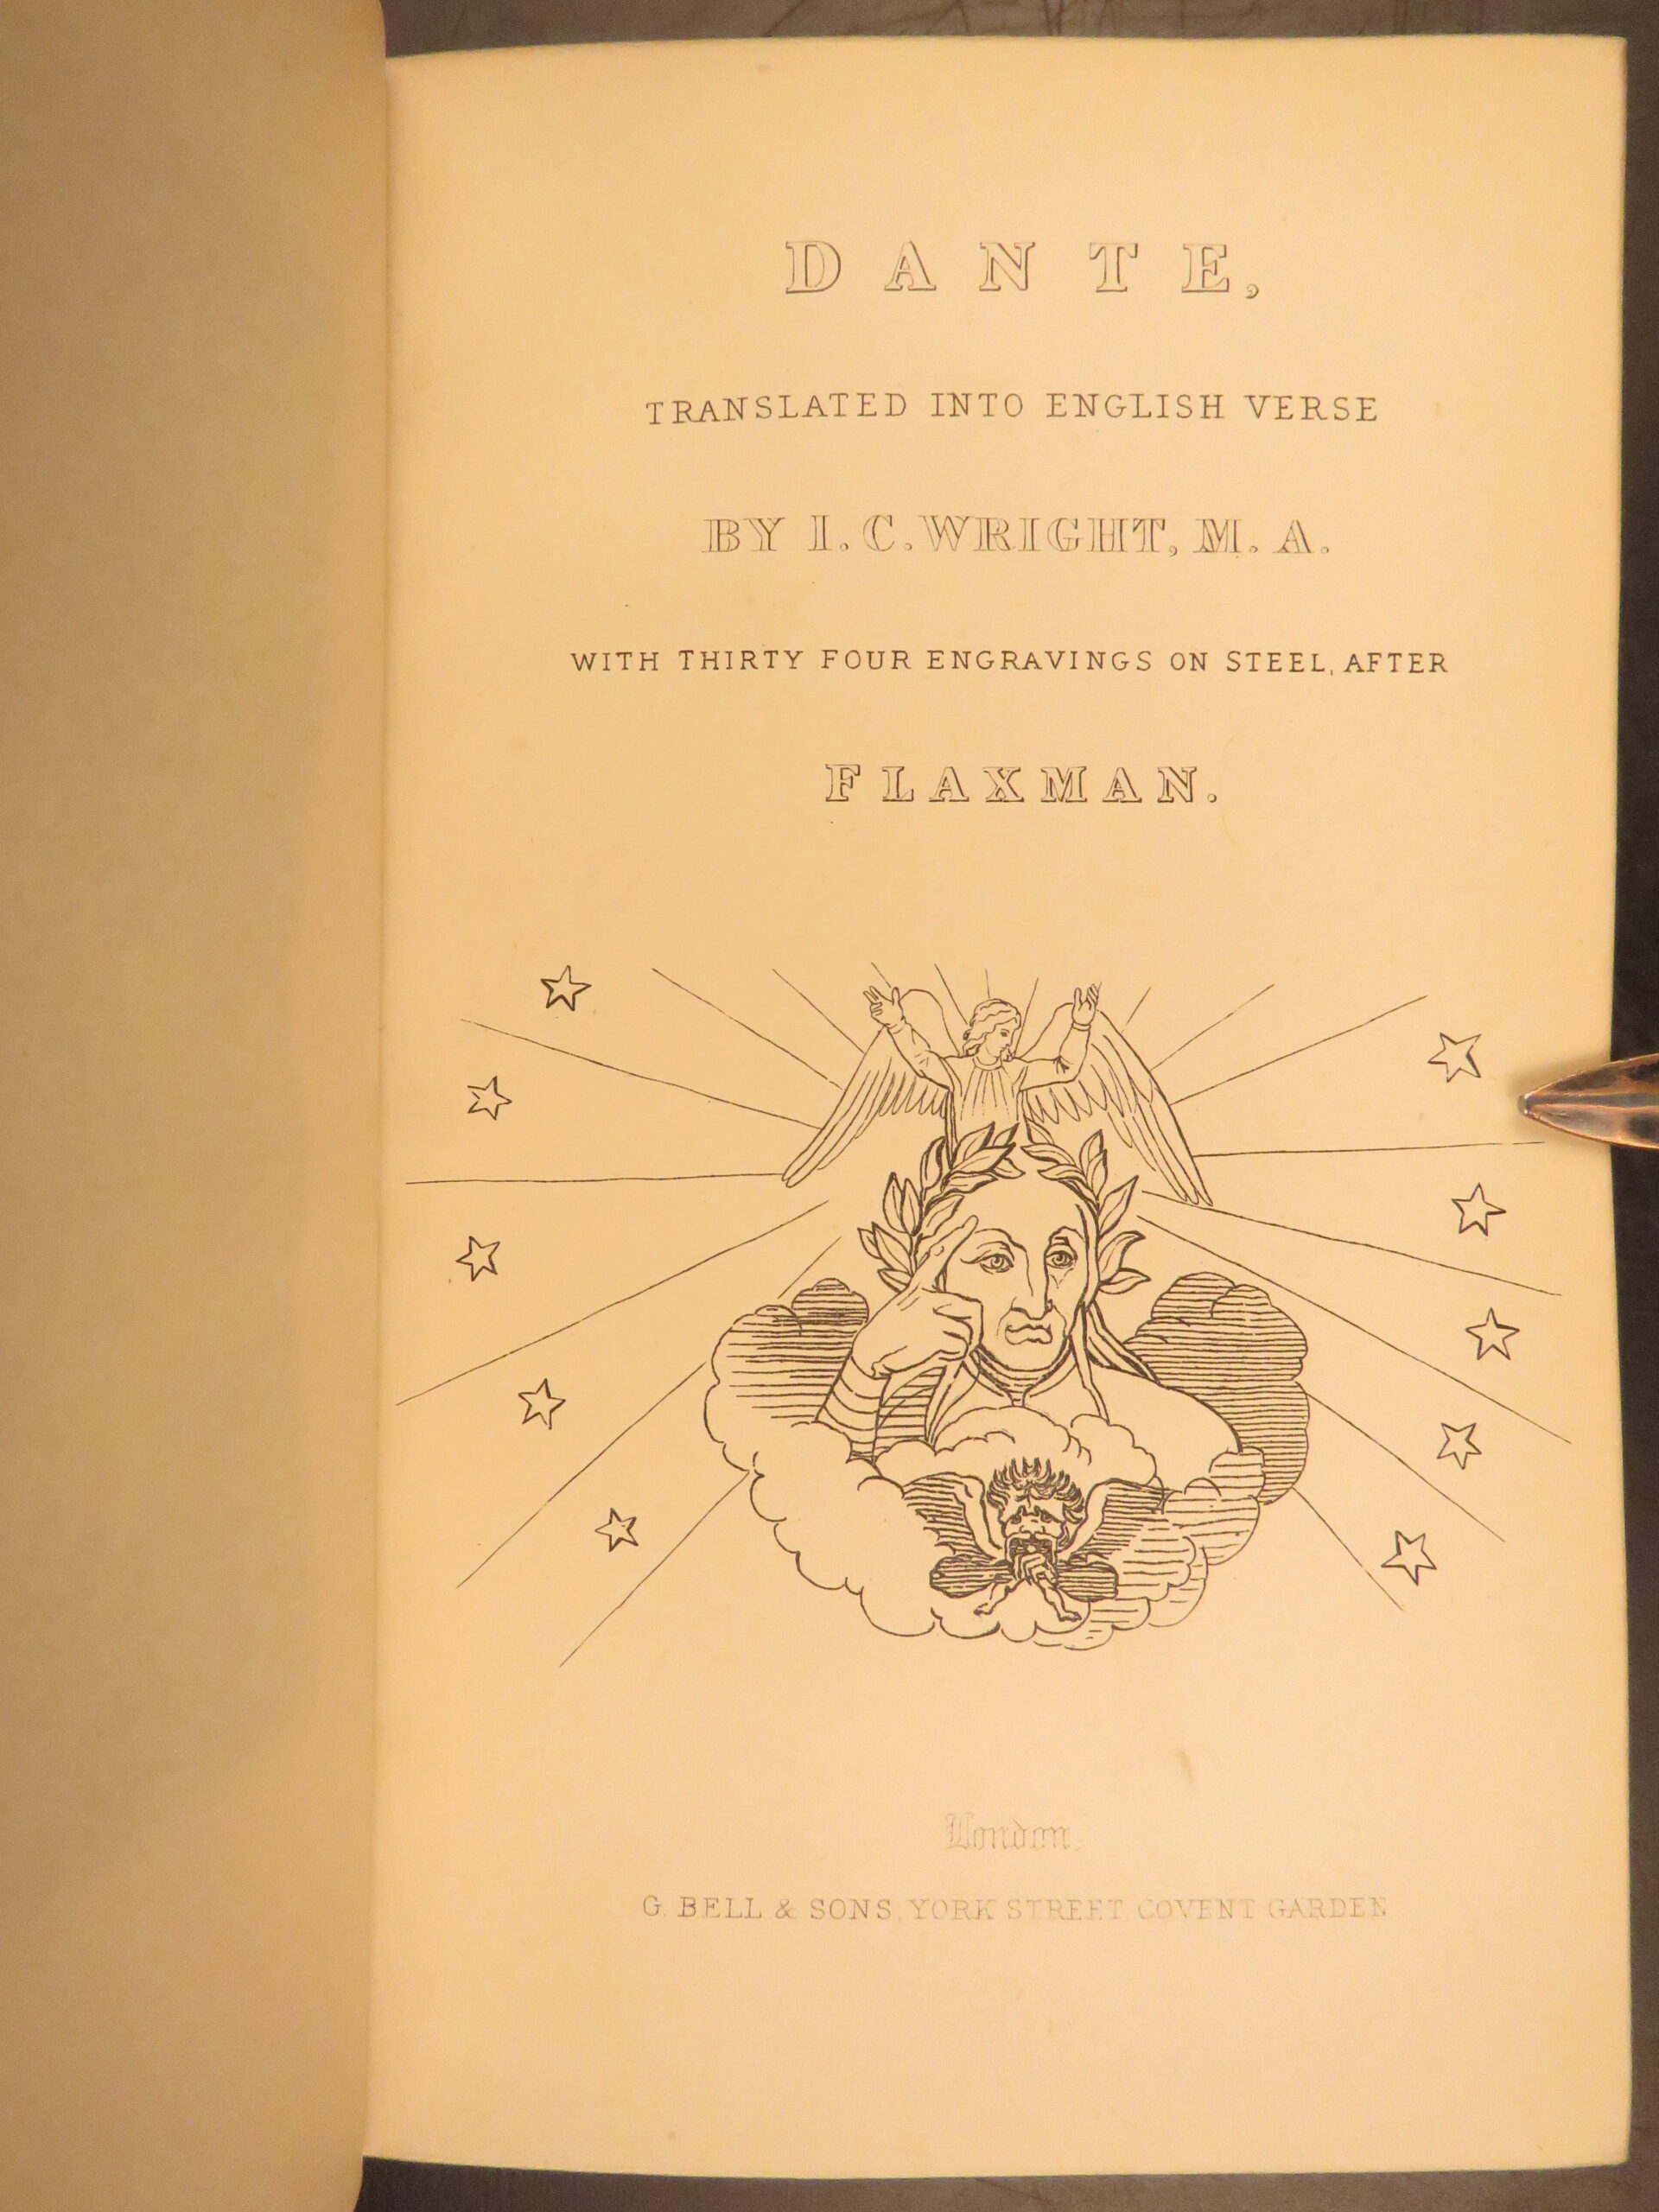 DANTE,
TRANSLATED INTO ENGLISH VERSE
BY I. C. WRIGHT, M. A.
WITH THIRTY FOUR ENGRAVINGS ON STEEL, AFTER
FLAXMAN.
London,
G. BELL & SONS, YORK STREET, COVENT GARDEN